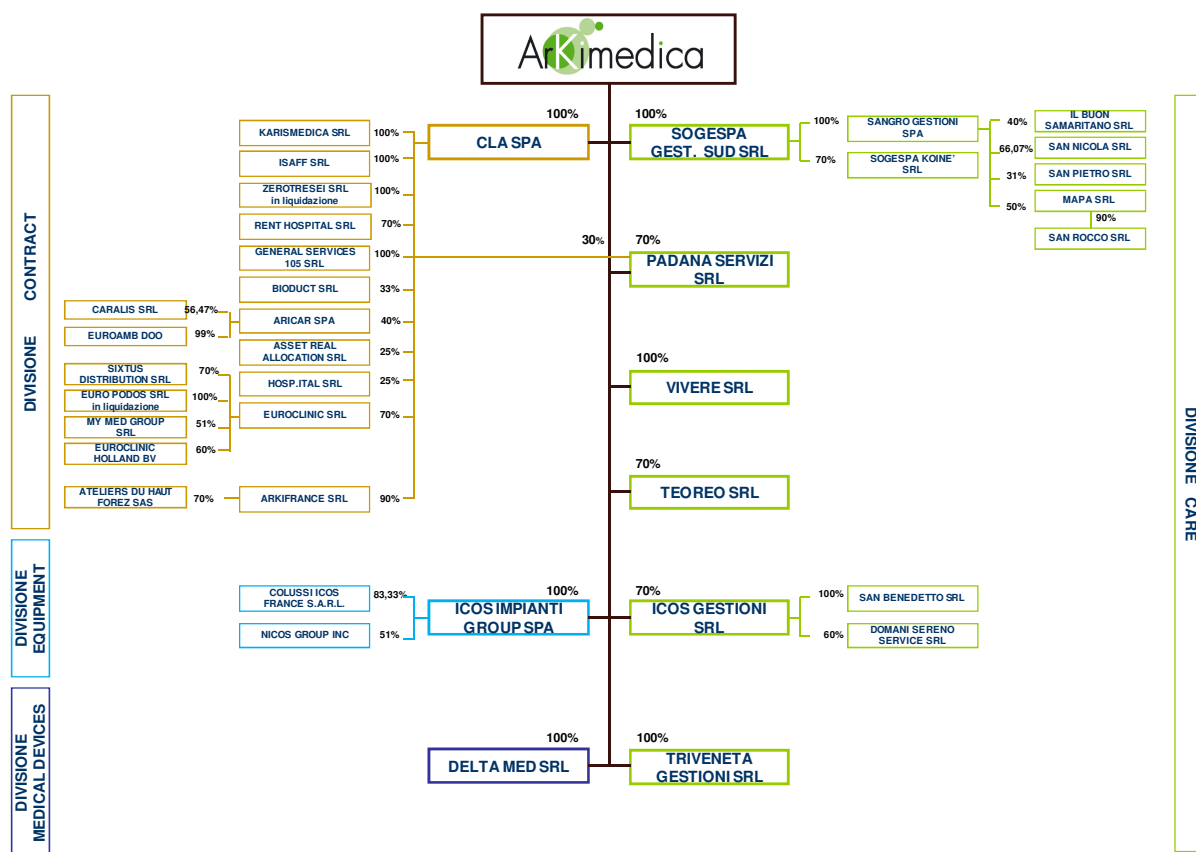 ArKimedica
DIVISIONE CONTRACT
DIVISIONE
EQUIPMENT
DIVISIONE
MEDICAL DEVICES
DIVISIONE CARE
100%
CLA SPA
100%
SOGESPA
GEST. SUD SRL
KARISMEDICA SRL
100%
ISAFF SRL
100%
ZEROTRESEI SRL
in liquidazione
100%
RENT HOSPITAL SRL
70%
GENERAL SERVICES
105 SRL
100%
BIODUCT SRL
33%
ARICAR SPA
40%
ASSET REAL
ALLOCATION SRL
25%
HOSP.ITAL SRL
25%
EUROCLINIC SRL
70%
ARKIFRANCE SRL
90%
CARALIS SRL
56,47%
EUROAMB DOO
99%
SIXTUS
DISTRIBUTION SRL
70%
EURO PODOS SRL
in liquidazione
100%
MY MED GROUP
SRL
51%
EUROCLINIC
HOLLAND BV
60%
ATELIERS DU HAUT
FOREZ SAS
70%
100%
SANGRO GESTIONI
SPA
70%
SOGESPA KOINE'
SRL
40%
IL BUON
SAMARITANO SRL
66,07%
SAN NICOLA SRL
31%
SAN PIETRO SRL
50%
MAPA SRL
90%
SAN ROCCO SRL
30%
70%
PADANA SERVIZI
SRL
100%
VIVERE SRL
70%
TEOREO SRL
COLUSSI ICOS
FRANCE S.A.R.L.
83,33%
NICOS GROUP INC
51%
100%
ICOS IMPIANTI
GROUP SPA
70%
ICOS GESTIONI
SRL
100%
SAN BENEDETTO SRL
60%
DOMANI SERENO
SERVICE SRL
100%
DELTA MED SRL
100%
TRIVENETA
GESTIONI SRL